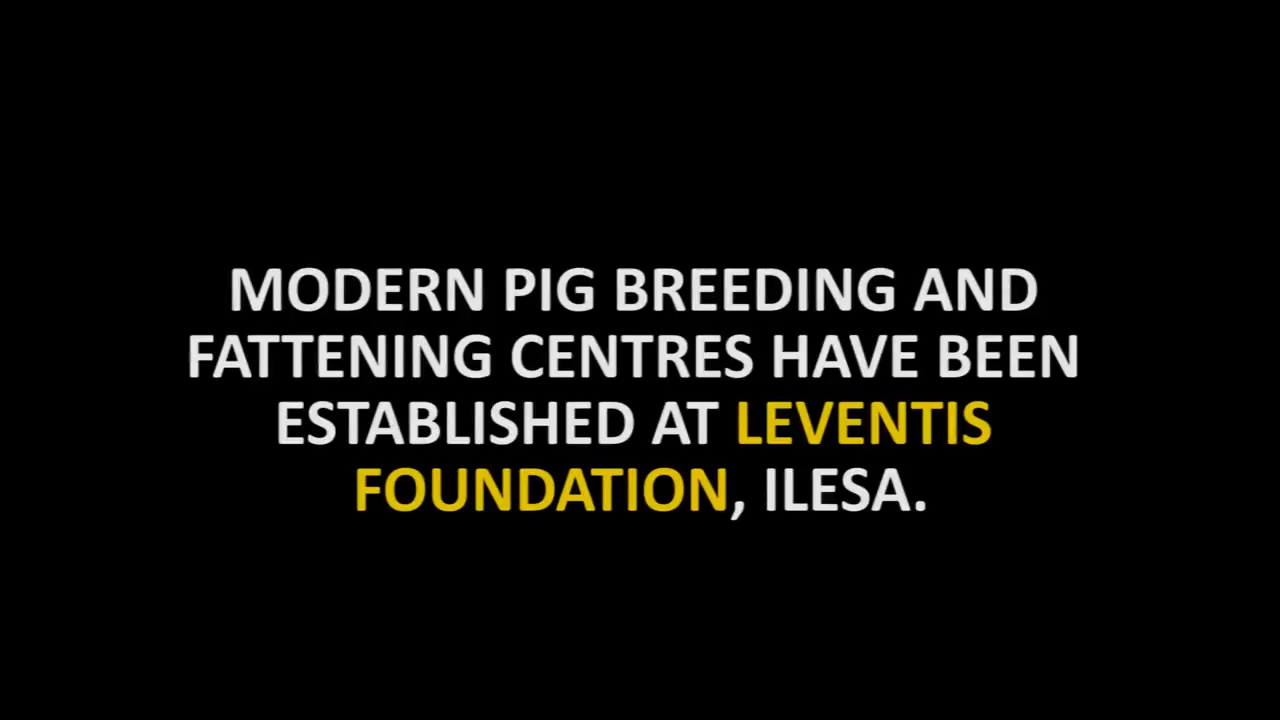 MODERN PIG BREEDING AND
FATTENING CENTRES HAVE BEEN
ESTABLISHED AT LEVENTIS
FOUNDATION, ILESA.